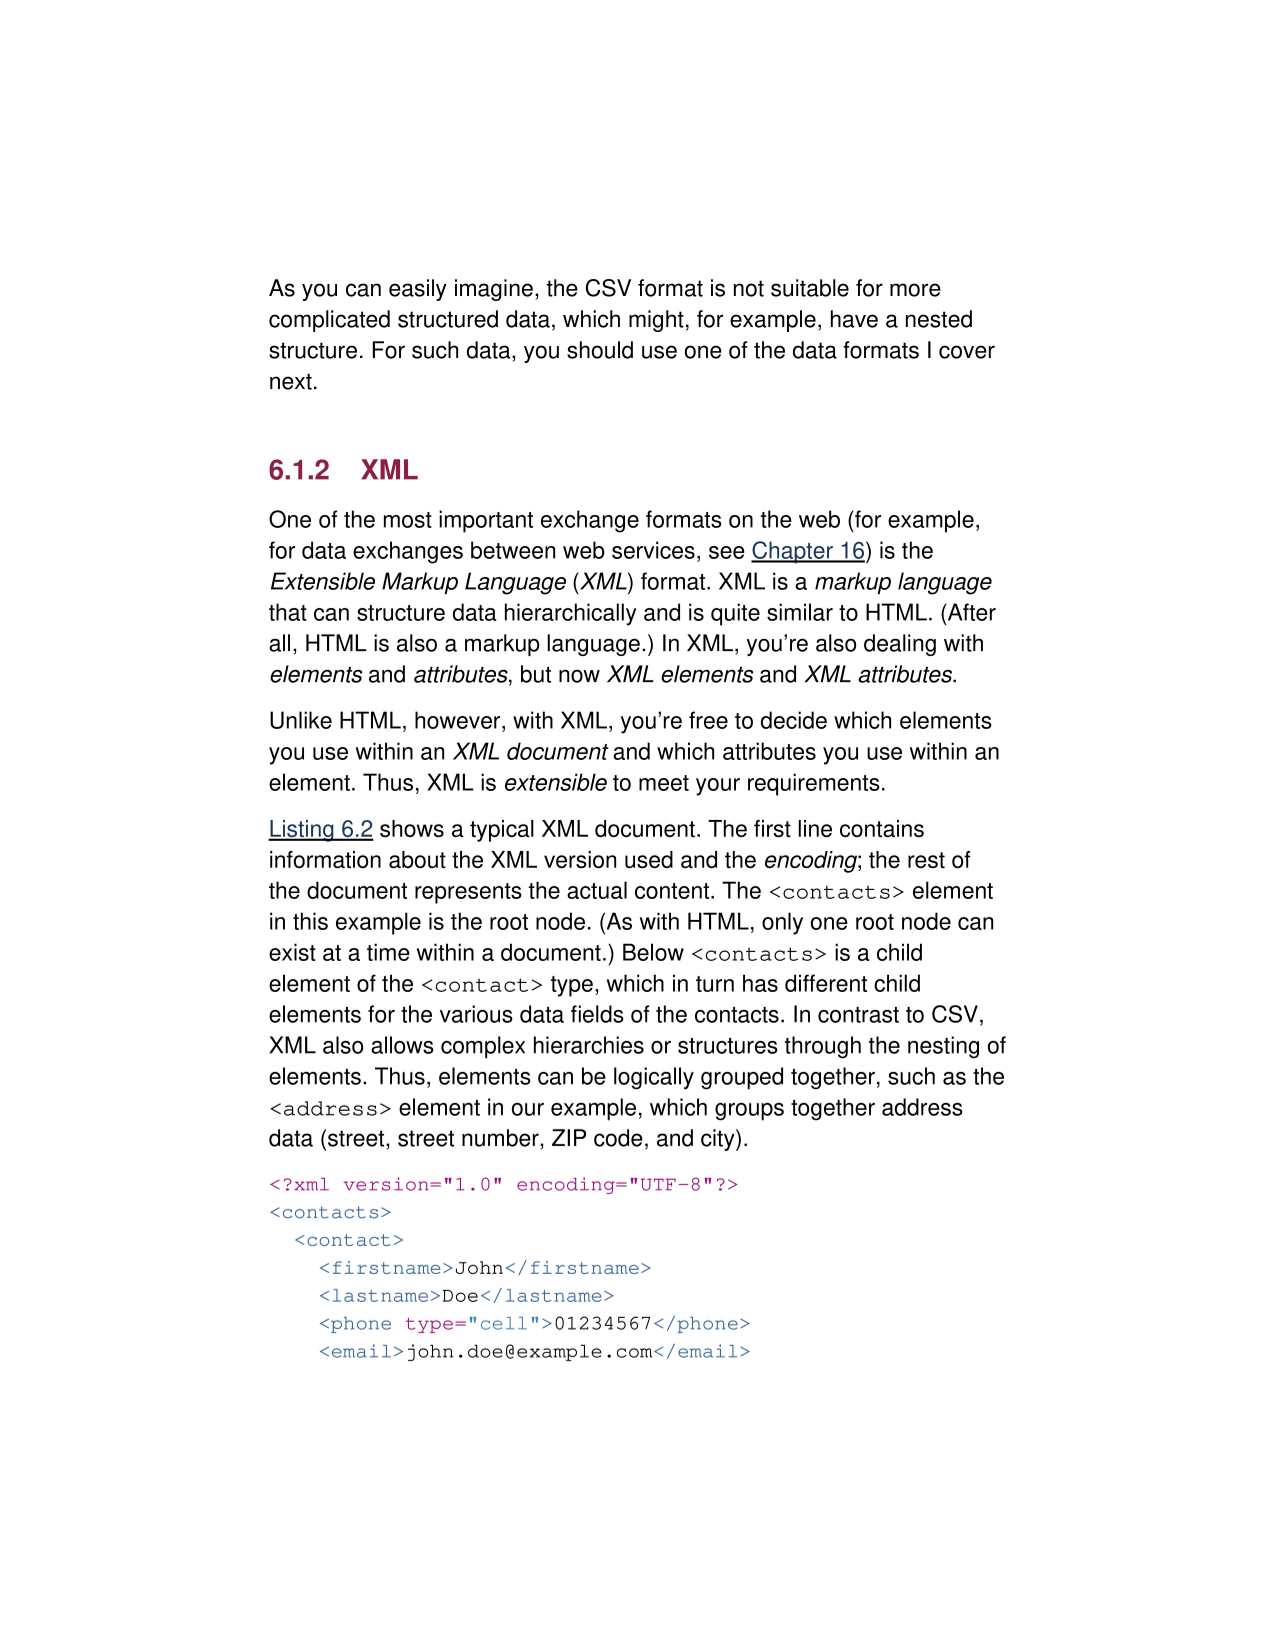 As you can easily imagine, the CSV format is not suitable for more
complicated structured data, which might, for example, have a nested
structure. For such data, you should use one of the data formats I cover
next.
6.1.2 XML
One of the most important exchange formats on the web (for example,
for data exchanges between web services, see Chapter 16) is the
Extensible Markup Language (XML) format. XML is a markup language
that can structure data hierarchically and is quite similar to HTML. (After
all, HTML is also a markup language.) In XML, you’re also dealing with
elements and attributes, but now XML elements and XML attributes.
Unlike HTML, however, with XML, you’re free to decide which elements
you use within an XML document and which attributes you use within an
element. Thus, XML is extensible to meet your requirements.
Listing 6.2 shows a typical XML document. The first line contains
information about the XML version used and the encoding; the rest of
the document represents the actual content. The <contacts> element
in this example is the root node. (As with HTML, only one root node can
exist at a time within a document.) Below <contacts> is a child
element of the <contact> type, which in turn has different child
elements for the various data fields of the contacts. In contrast to CSV,
XML also allows complex hierarchies or structures through the nesting of
elements. Thus, elements can be logically grouped together, such as the
<address> element in our example, which groups together address
data (street, street number, ZIP code, and city).
<?xml version="1.0" encoding="UTF-8"?>
<contacts>
  <contact>
    <firstname>John</firstname>
    <lastname>Doe</lastname>
    <phone type="cell">01234567</phone>
    <email>john.doe@example.com</email>